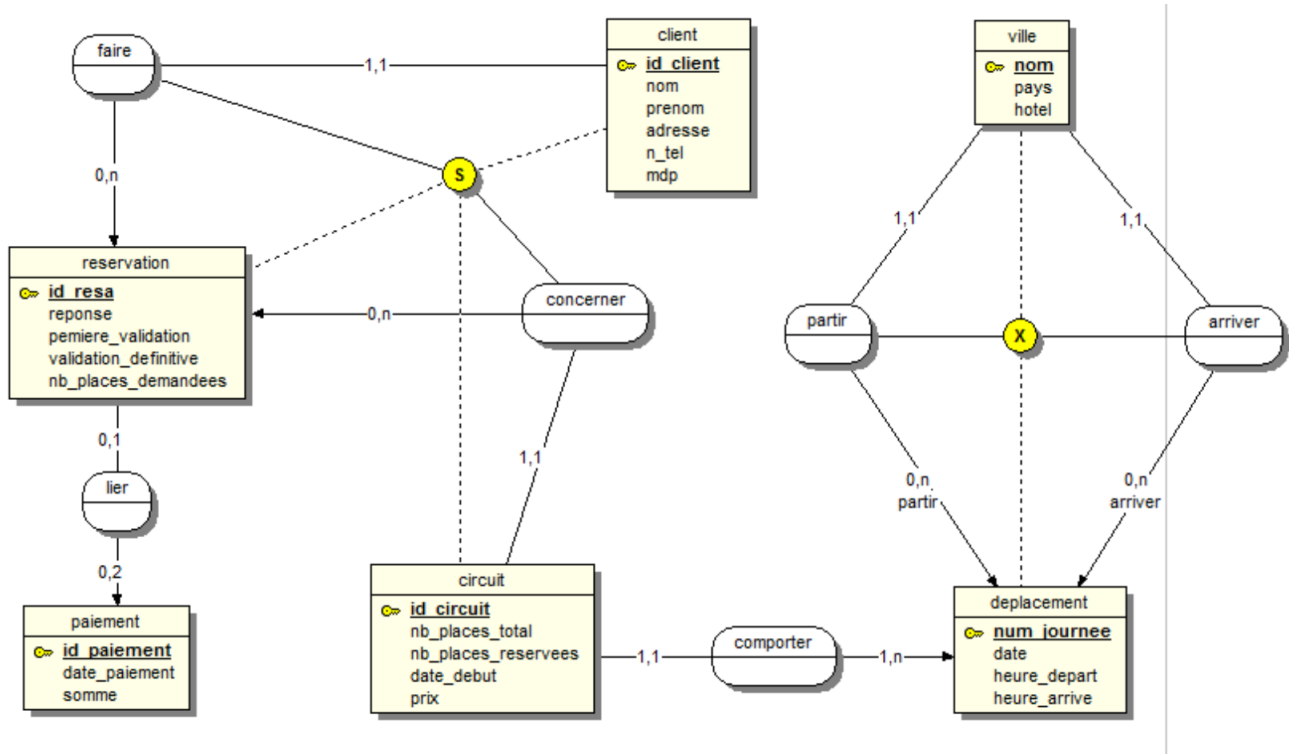 faire
1,1
client
id_client
nom
prenom
adresse
n_tel
mdp
ville
nom
pays
hotel
S
0,n
1,1
1,1
reservation
id_resa
reponse
pemiere_validation
validation_definitive
nb_places_demandees
0,n
concerner
partir
X
arriver
0,1
1,1
lier
0,n
partir
0,n
arriver
0,2
paiement
id_paiement
date_paiement
somme
circuit
id_circuit
nb_places_total
nb_places_reservees
date_debut
prix
1,1
comporter
1,n
deplacement
num_journee
date
heure_depart
heure_arrive